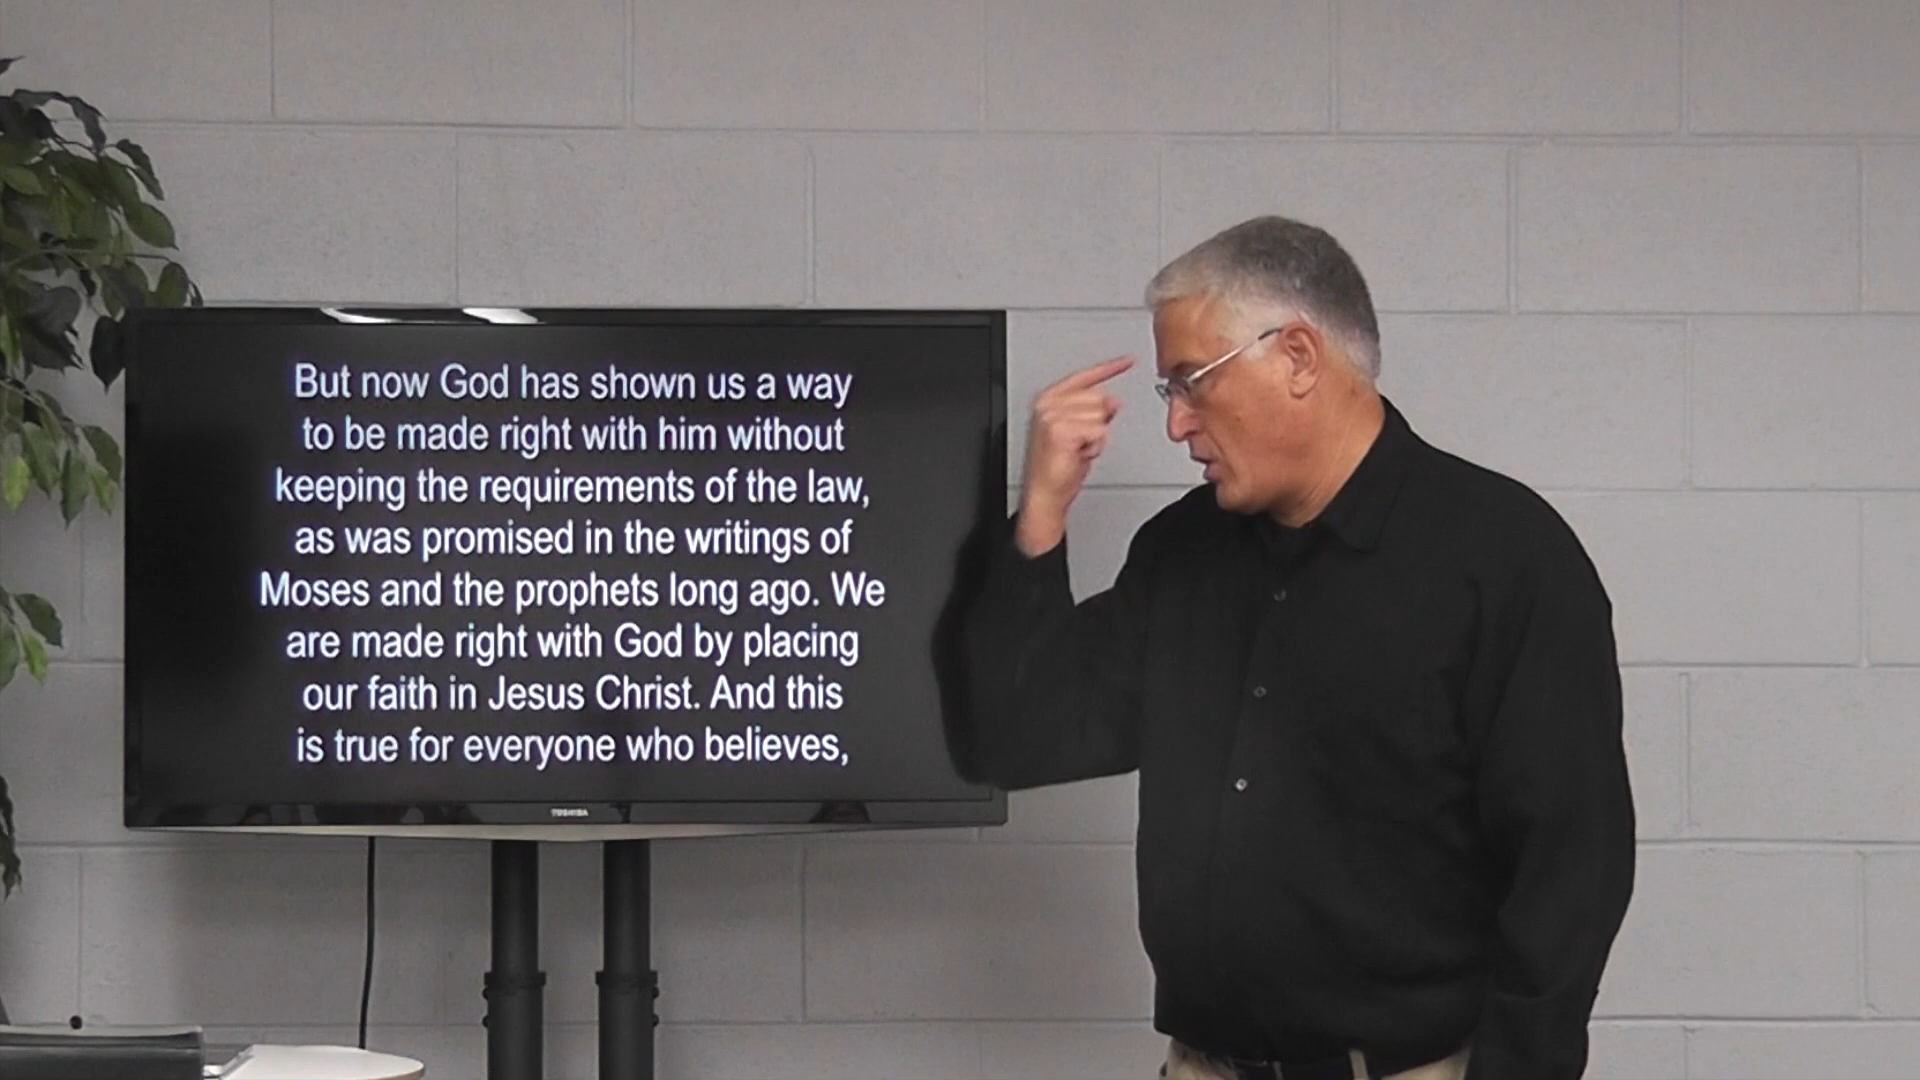 But now God has shown us a way
to be made right with him without
keeping the requirements of the law,
as was promised in the writings of
Moses and the prophets long ago. We
are made right with God by placing
our faith in Jesus Christ. And this
is true for everyone who believes,
TOSHIBA